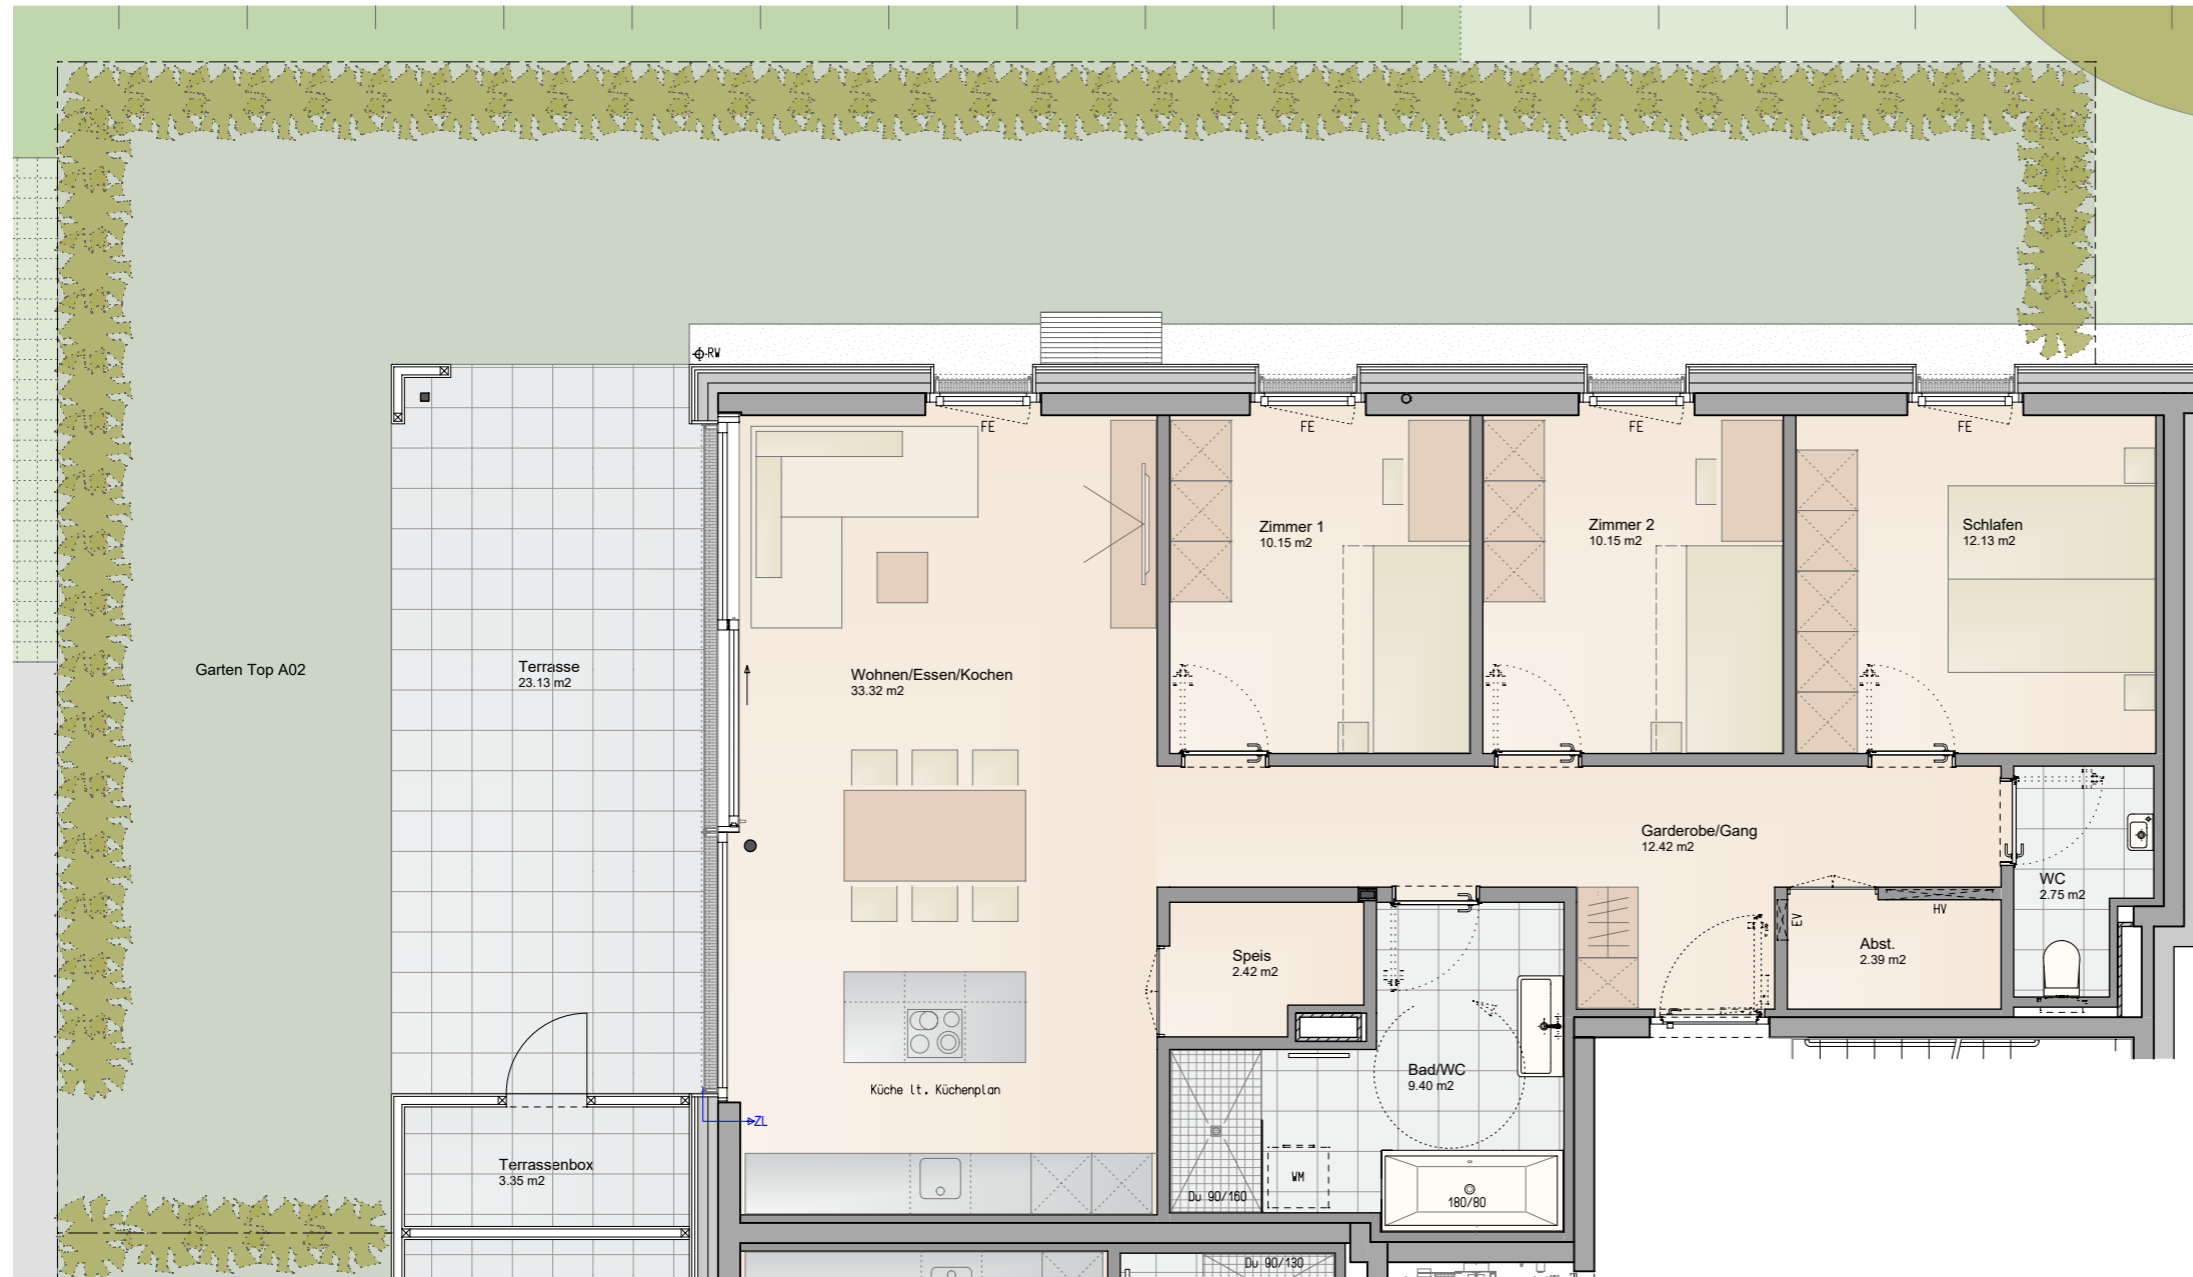 RW
FE
FE
FE
FE
Zimmer 1
10.15 m2
Zimmer 2
10.15 m2
Schlafen
12.13 m2
Garten Top A02
Terrasse
23.13 m2
Wohnen/Essen/Kochen
33.32 m2
Garderobe/Gang
12.42 m2
WC
2.75 m2
HV
EV
Speis
2.42 m2
Abst.
2.39 m2
Bad/WC
9.40 m2
Küche lt. Küchenplan
ZL
Terrassenbox
3.35 m2
Du 90/160
WM
180/80
Du 90/130